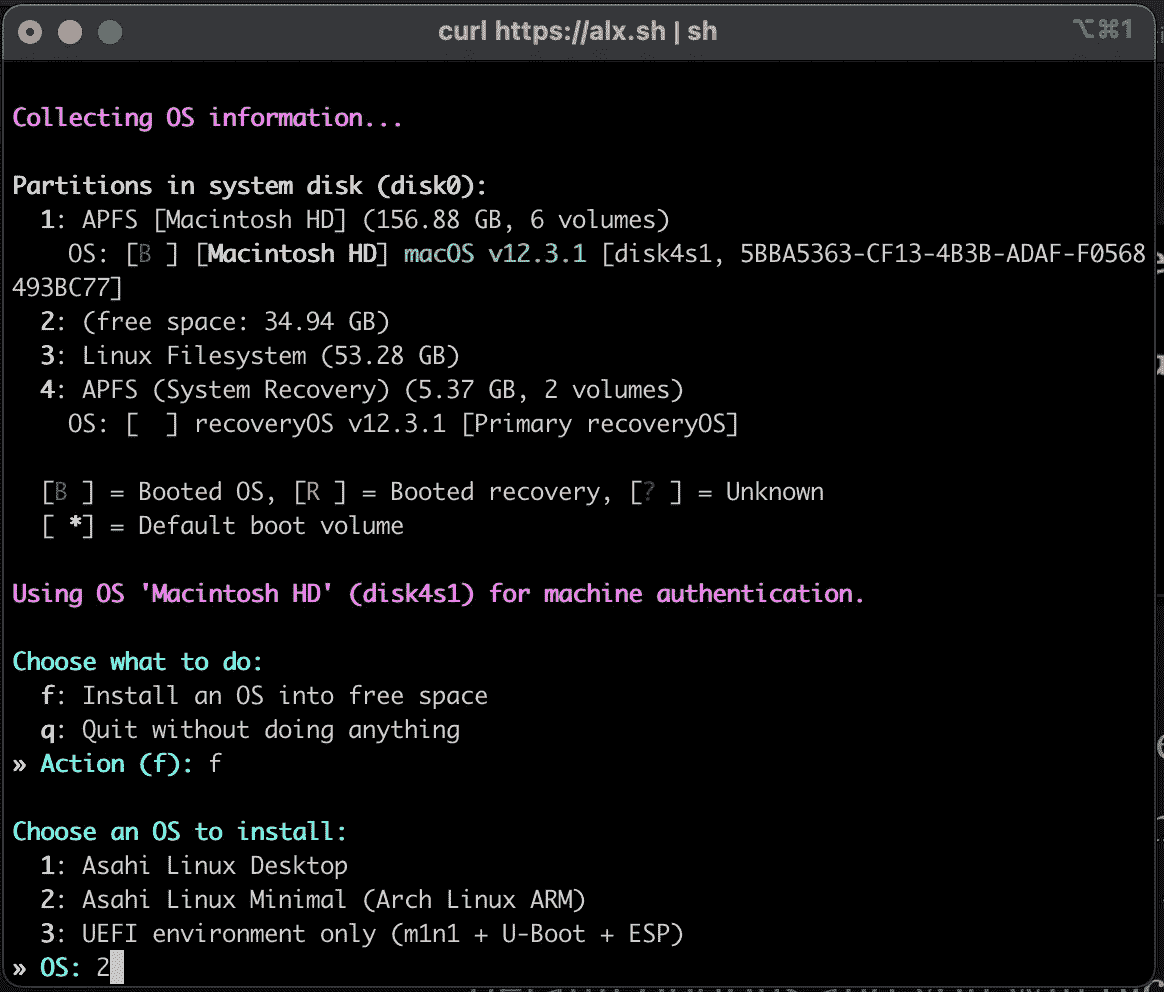 curl https://alx.sh | sh ⌥⌘1
Collecting OS information...
Partitions in system disk (disk0):
1: APFS [Macintosh HD] (156.88 GB, 6 volumes)
OS: [B ] [Macintosh HD] macOS v12.3.1 [disk4s1, 5BBA5363-CF13-4B3B-ADAF-F0568
493BC77]
2: (free space: 34.94 GB)
3: Linux Filesystem (53.28 GB)
4: APFS (System Recovery) (5.37 GB, 2 volumes)
OS: [  ] recoveryOS v12.3.1 [Primary recoveryOS]
[B ] = Booted OS, [R ] = Booted recovery, [? ] = Unknown
[ *] = Default boot volume
Using OS 'Macintosh HD' (disk4s1) for machine authentication.
Choose what to do:
f: Install an OS into free space
q: Quit without doing anything
» Action (f): f
Choose an OS to install:
1: Asahi Linux Desktop
2: Asahi Linux Minimal (Arch Linux ARM)
3: UEFI environment only (m1n1 + U-Boot + ESP)
» OS: 2